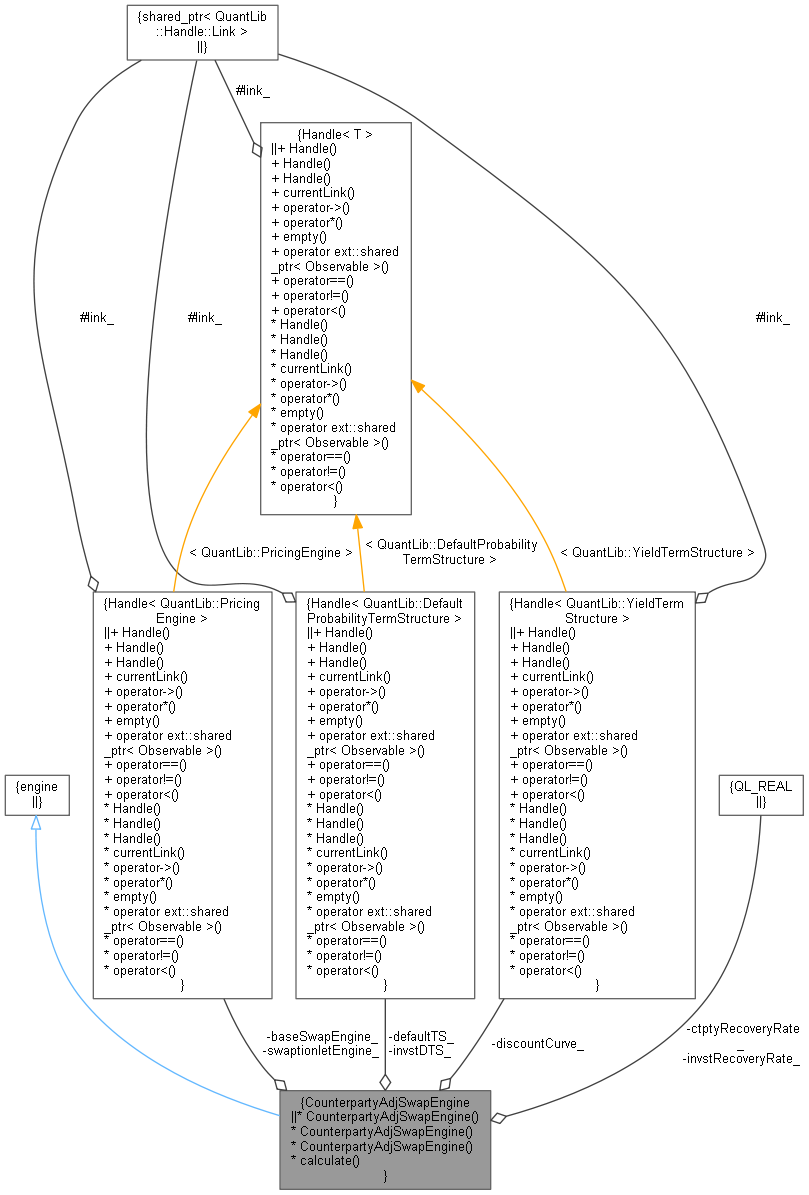 {shared_ptr< QuantLib
::Handle::Link >
||}
#link_
{Handle< T >
||+ Handle()
+ Handle()
+ Handle()
+ currentLink()
+ operator->()
+ operator*()
+ empty()
+ operator ext::shared
_ptr< Observable >()
+ operator==()
+ operator!=()
+ operator<()
* Handle()
* Handle()
* Handle()
* currentLink()
* operator->()
* operator*()
* empty()
* operator ext::shared
_ptr< Observable >()
* operator==()
* operator!=()
* operator<()
}
#link_
#link_
#link_
< QuantLib::PricingEngine >
< QuantLib::DefaultProbability
TermStructure >
< QuantLib::YieldTermStructure >
{Handle< QuantLib::Pricing
Engine >
||+ Handle()
+ Handle()
+ Handle()
+ currentLink()
+ operator->()
+ operator*()
+ empty()
+ operator ext::shared
_ptr< Observable >()
+ operator==()
+ operator!=()
+ operator<()
* Handle()
* Handle()
* Handle()
* currentLink()
* operator->()
* operator*()
* empty()
* operator ext::shared
_ptr< Observable >()
* operator==()
* operator!=()
* operator<()
}
{Handle< QuantLib::Default
ProbabilityTermStructure >
||+ Handle()
+ Handle()
+ Handle()
+ currentLink()
+ operator->()
+ operator*()
+ empty()
+ operator ext::shared
_ptr< Observable >()
+ operator==()
+ operator!=()
+ operator<()
* Handle()
* Handle()
* Handle()
* currentLink()
* operator->()
* operator*()
* empty()
* operator ext::shared
_ptr< Observable >()
* operator==()
* operator!=()
* operator<()
}
{Handle< QuantLib::YieldTerm
Structure >
||+ Handle()
+ Handle()
+ Handle()
+ currentLink()
+ operator->()
+ operator*()
+ empty()
+ operator ext::shared
_ptr< Observable >()
+ operator==()
+ operator!=()
+ operator<()
* Handle()
* Handle()
* Handle()
* currentLink()
* operator->()
* operator*()
* empty()
* operator ext::shared
_ptr< Observable >()
* operator==()
* operator!=()
* operator<()
}
{engine
||}
{QL_REAL
||}
-baseSwapEngine_
-swaptionletEngine_
-defaultTS_
-invstDTS_
-discountCurve_
-ctptyRecoveryRate
_
-invstRecoveryRate_
{CounterpartyAdjSwapEngine
||* CounterpartyAdjSwapEngine()
* CounterpartyAdjSwapEngine()
* CounterpartyAdjSwapEngine()
* calculate()
}